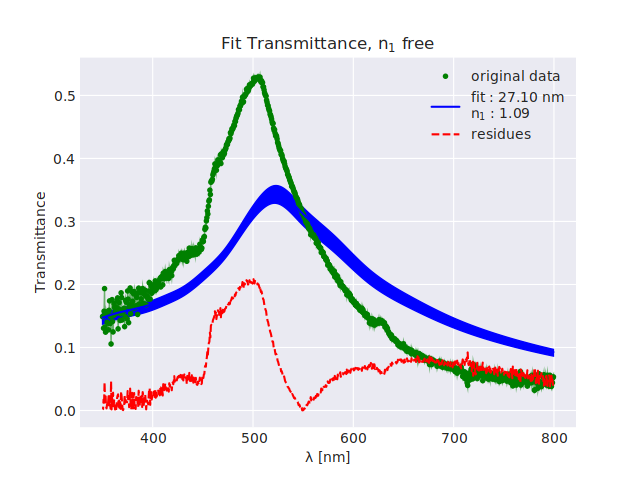 Fit Transmittance, n₁ free
original data
fit : 27.10 nm
n₁ : 1.09
residues
Transmittance
0.5
0.4
0.3
0.2
0.1
0.0
400 500 600 700 800
λ [nm]